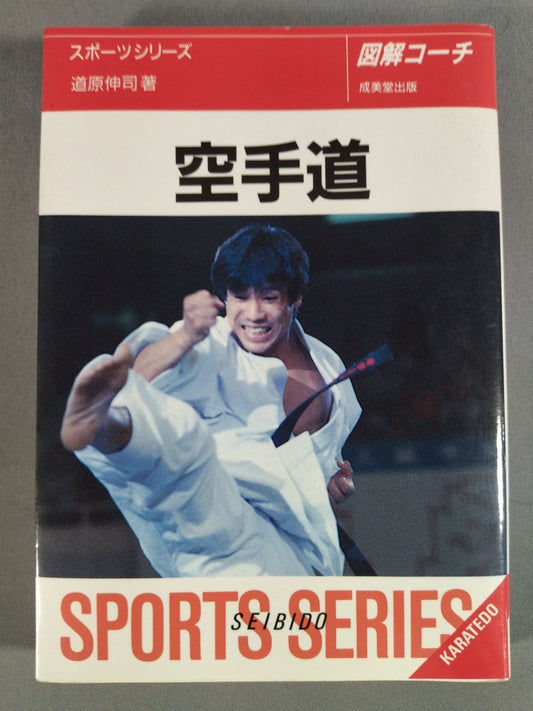 スポーツシリーズ
図解コーチ
道原伸司 著
成美堂出版
空手道
SPORTS SERIES
SEIBIDO
KARATEDO